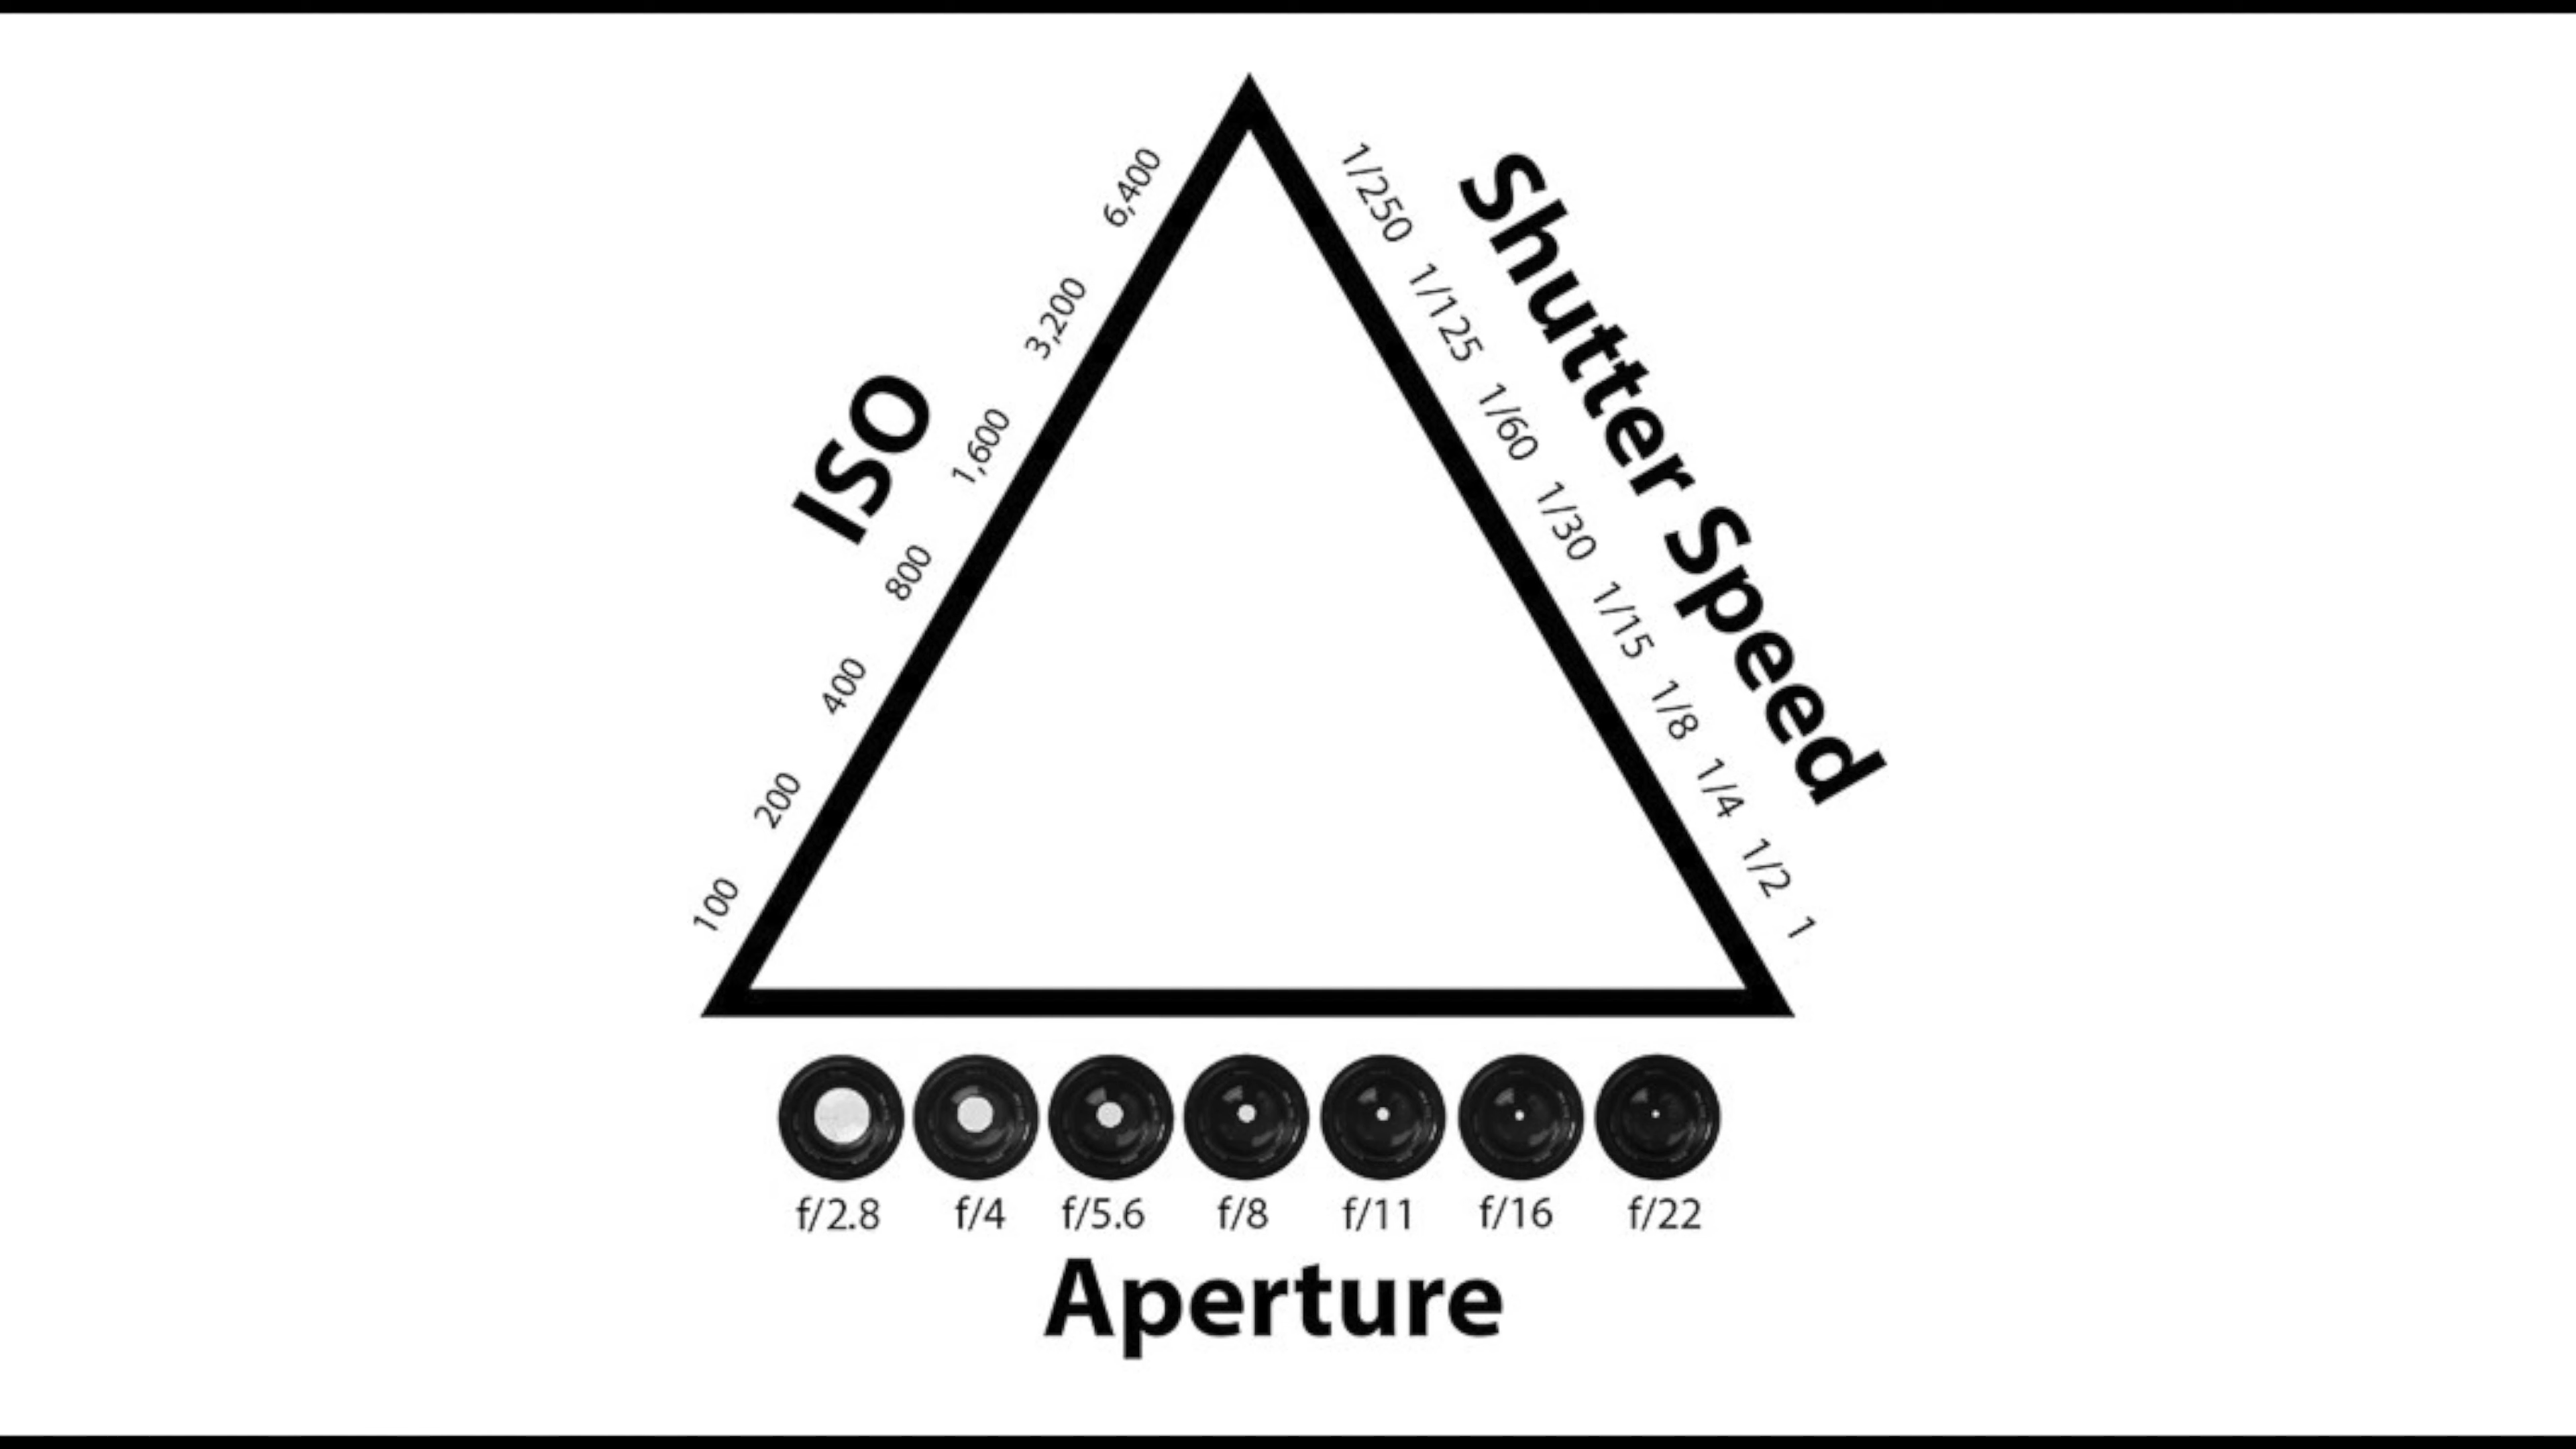 ISO
6,400
3,200
1,600
800
400
200
100
Shutter Speed
1/250 1/125 1/60 1/30 1/15 1/8 1/4 1/2 1
f/2.8 f/4 f/5.6 f/8 f/11 f/16 f/22
Aperture